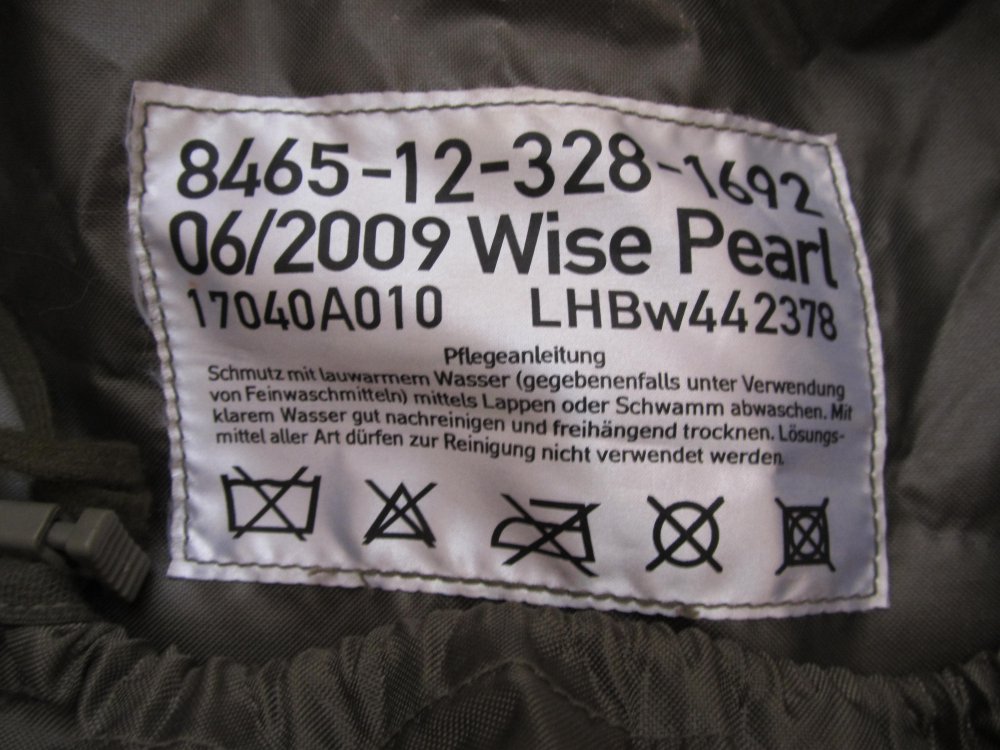 8465-12-328-1692
06/2009 Wise Pearl
17040A010 LHBw442378
Pflegeanleitung
Schmutz mit lauwarmem Wasser (gegebenenfalls unter Verwendung
von Feinwaschmitteln) mittels Lappen oder Schwamm abwaschen. Mit
klarem Wasser gut nachreinigen und freihängend trocknen. Lösungs-
mittel aller Art dürfen zur Reinigung nicht verwendet werden.